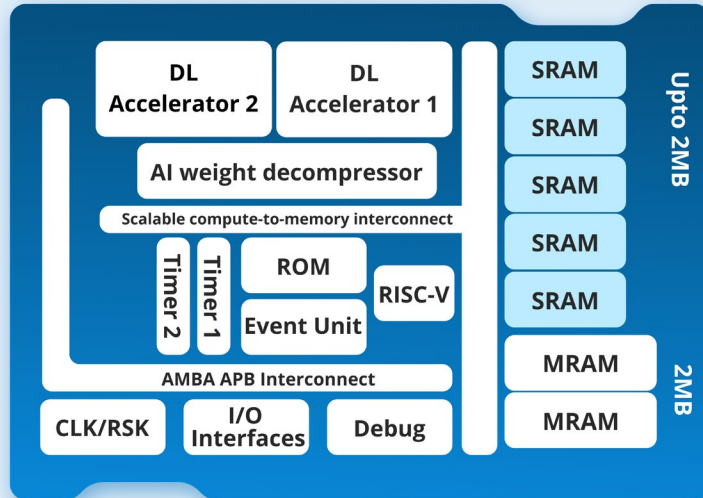 DL
Accelerator 2
DL
Accelerator 1
AI weight decompressor
Scalable compute-to-memory interconnect
Timer 2
Timer 1
ROM
Event Unit
RISC-V
AMBA APB Interconnect
CLK/RSK
I/O
Interfaces
Debug
SRAM
SRAM
SRAM
SRAM
SRAM
MRAM
MRAM
Upto 2MB
2MB